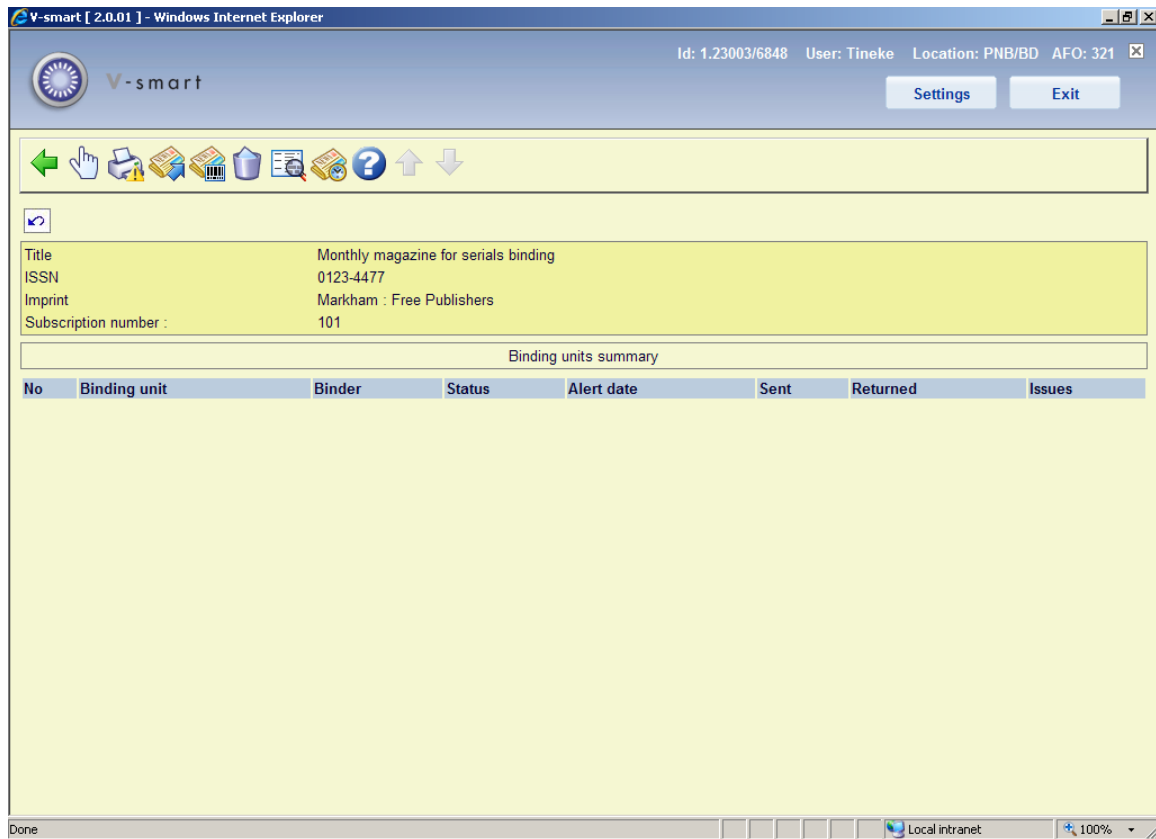 V-smart [ 2.0.01 ] - Windows Internet Explorer
Id: 1.23003/6848 User: Tineke Location: PNB/BD AFO: 321
V-smart
Settings Exit
Title Monthly magazine for serials binding
ISSN 0123-4477
Imprint Markham : Free Publishers
Subscription number : 101
Binding units summary
No Binding unit Binder Status Alert date Sent Returned Issues
Done Local intranet 100%